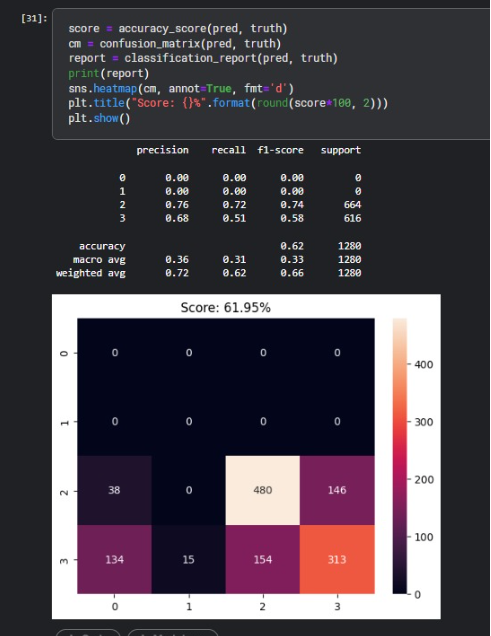 [31]:
score = accuracy_score(pred, truth)
cm = confusion_matrix(pred, truth)
report = classification_report(pred, truth)
print(report)
sns.heatmap(cm, annot=True, fmt='d')
plt.title("Score: {}%".format(round(score*100, 2)))
plt.show()
precision recall f1-score support
0 0.00 0.00 0.00 0
1 0.00 0.00 0.00 0
2 0.76 0.72 0.74 664
3 0.68 0.51 0.58 616
accuracy 0.62 1280
macro avg 0.36 0.31 0.33 1280
weighted avg 0.72 0.62 0.66 1280
Score: 61.95%
0 0 0 0 0
1 0 0 0 0
2 38 0 480 146
3 134 15 154 313
0 1 2 3
400
300
200
100
0